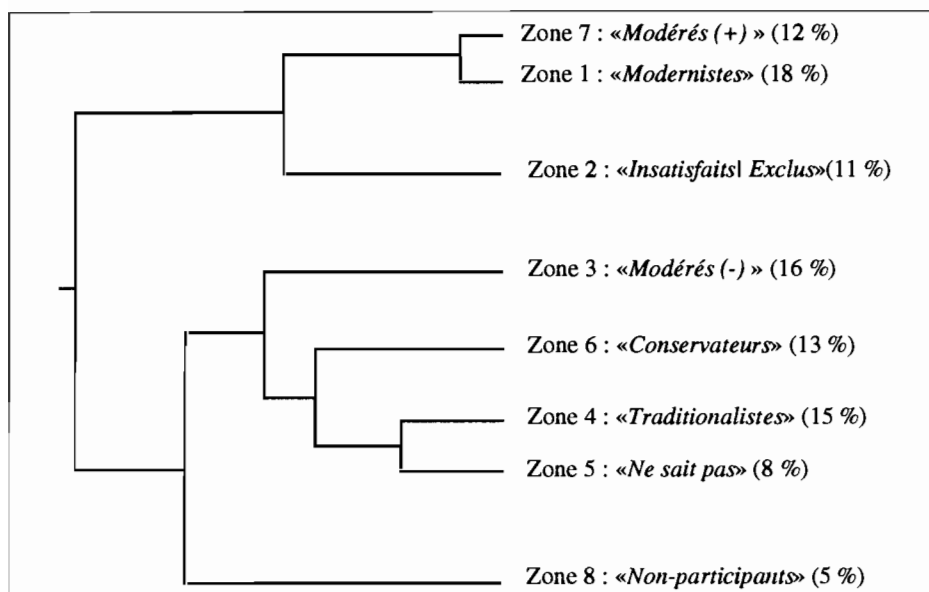 Zone 7 : «Modérés (+) » (12 %)
Zone 1 : «Modernistes» (18 %)
Zone 2 : «Insatisfaits| Exclus»(11 %)
Zone 3 : «Modérés (-) » (16 %)
Zone 6 : «Conservateurs» (13 %)
Zone 4 : «Traditionalistes» (15 %)
Zone 5 : «Ne sait pas» (8 %)
Zone 8 : «Non-participants» (5 %)